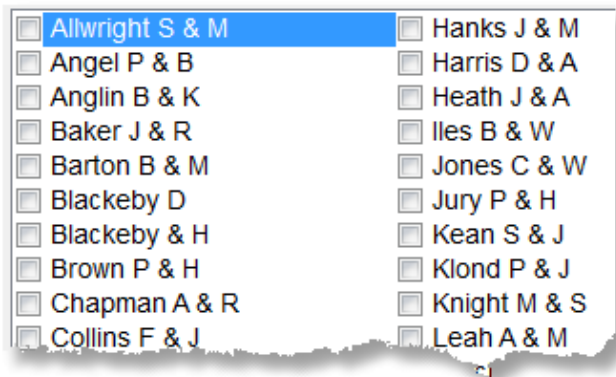 Allwright S & M
Angel P & B
Anglin B & K
Baker J & R
Barton B & M
Blackeby D
Blackeby & H
Brown P & H
Chapman A & R
Collins F & J
Hanks J & M
Harris D & A
Heath J & A
Iles B & W
Jones C & W
Jury P & H
Kean S & J
Klond P & J
Knight M & S
Leah A & M